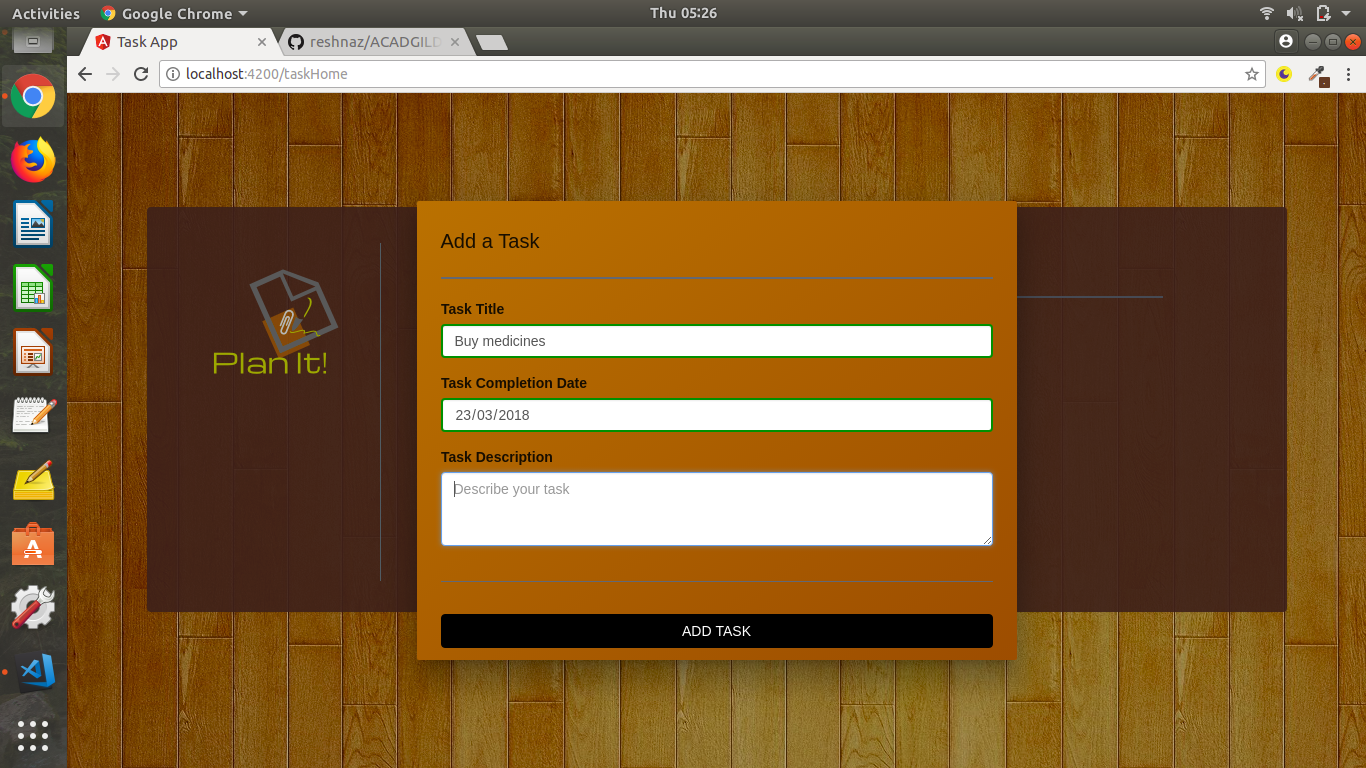 Activities Google Chrome Thu 05:26
Task App reshnaz/ACADGILD
localhost:4200/taskHome
Plan It!
Add a Task
Task Title
Buy medicines
Task Completion Date
23/03/2018
Task Description
Describe your task
ADD TASK